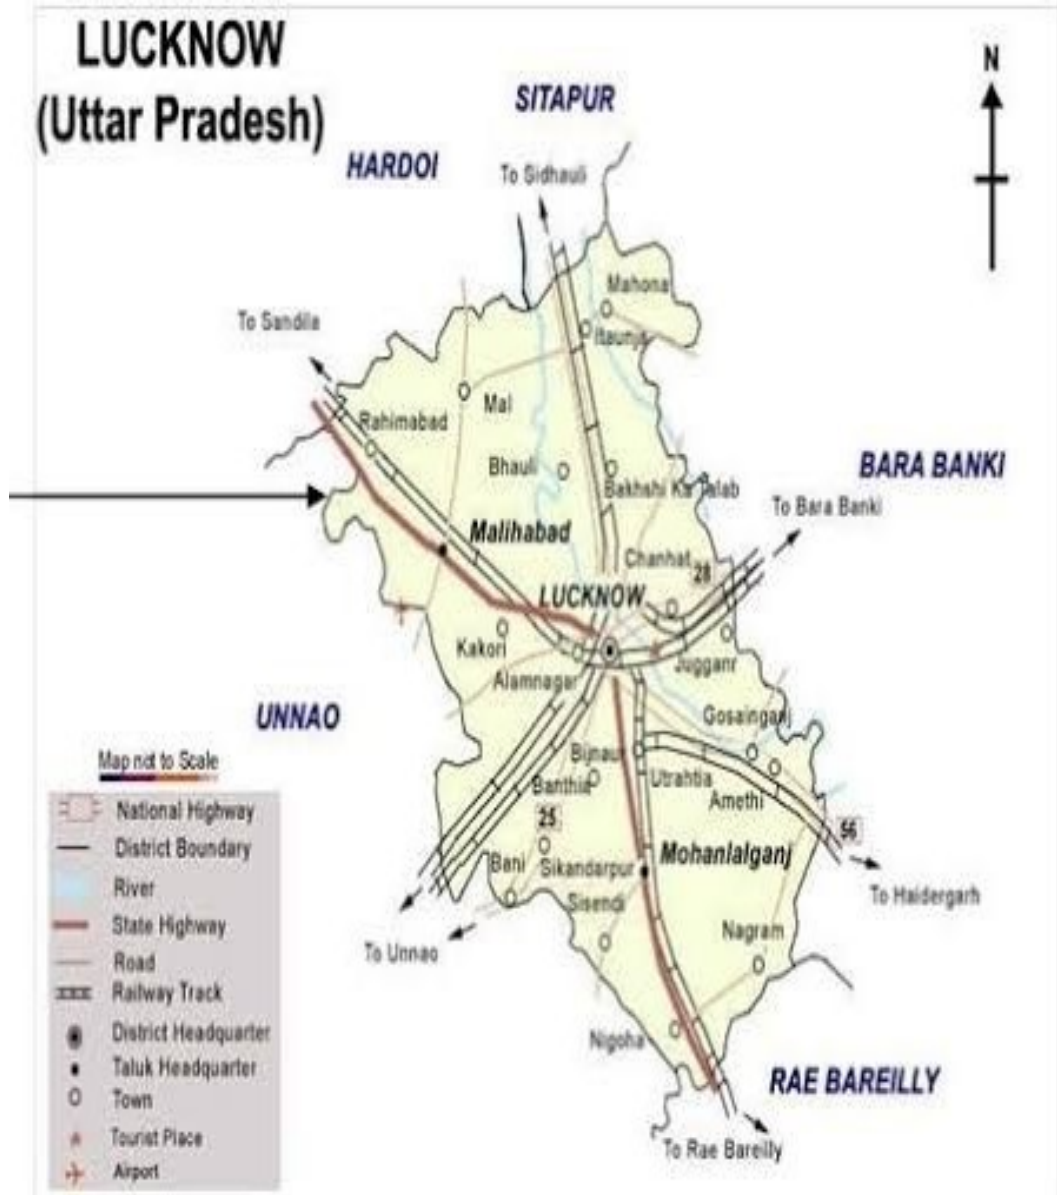 LUCKNOW
(Uttar Pradesh)
N
SITAPUR
HARDOI
To Sidhauli
Mahona
Itaunja
To Sandila
Mal
Rahimabad
BARA BANKI
Bhauli
Bakhshi Ka Talab
To Bara Banki
Malihabad
Chanhat
28
LUCKNOW
Kakori
Juggaur
Alamnagar
UNNAO
Gosainganj
Map not to Scale
Bijnaur
Utrahtia
Banthia
Amethi
National Highway
25
56
District Boundary
Mohanlalganj
Bani
Sikandarpur
River
To Haidergarh
Sisendi
State Highway
Nagram
To Unnao
Road
Railway Track
District Headquarter
Nigoha
Taluk Headquarter
RAE BAREILLY
Town
Tourist Place
To Rae Bareilly
Airport